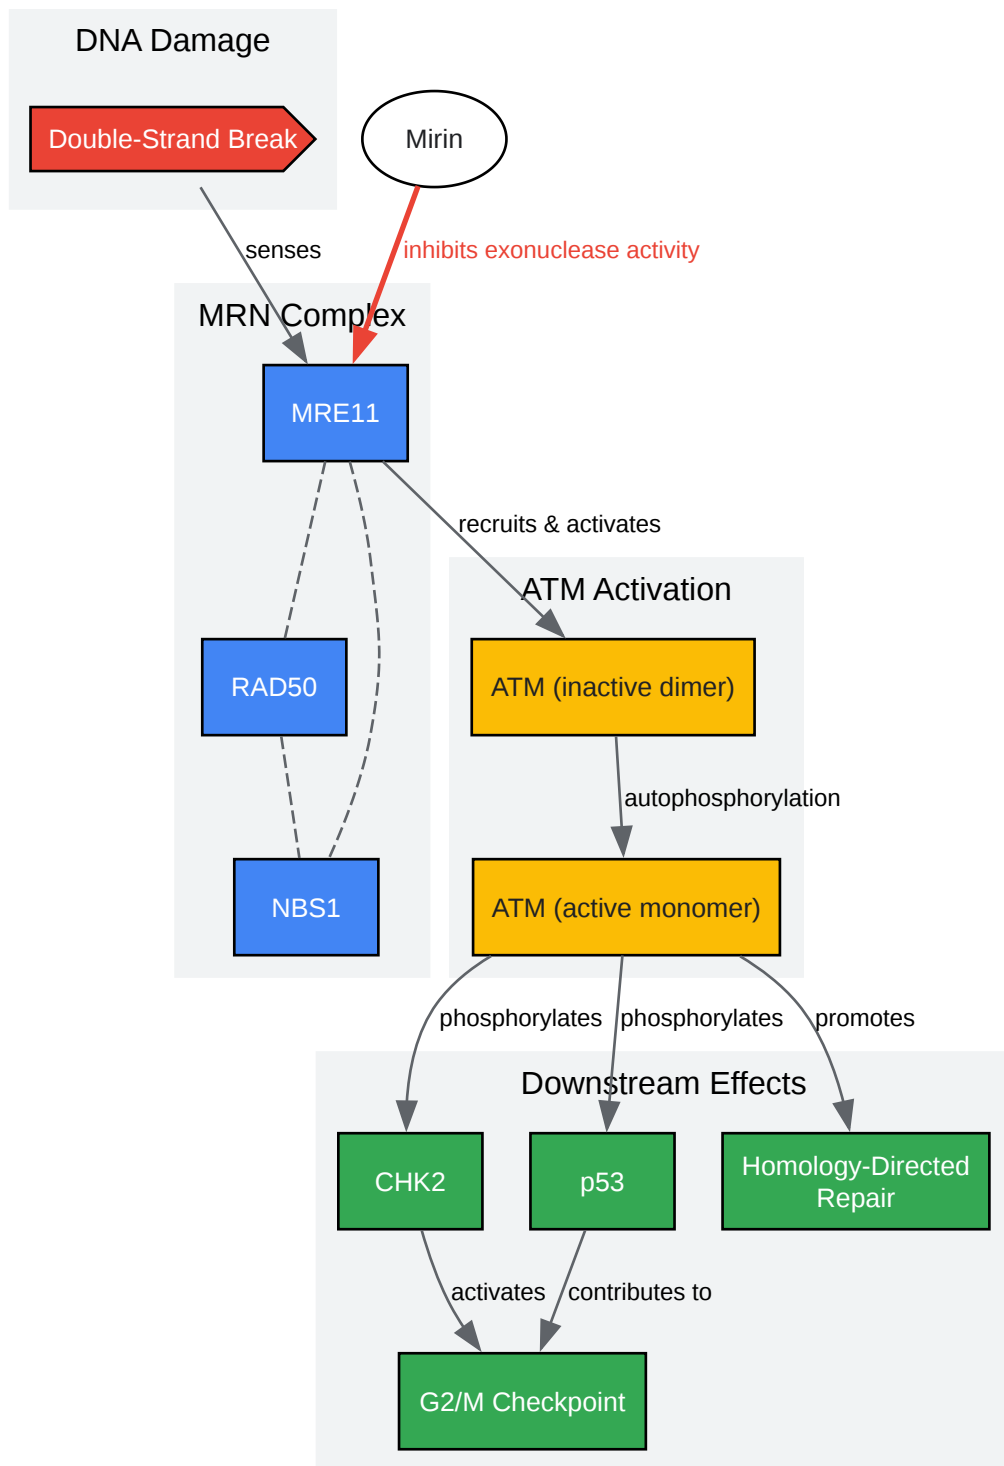 DNA Damage
Double-Strand Break
Mirin
senses
inhibits exonuclease activity
MRN Complex
MRE11
recruits & activates
ATM Activation
RAD50
ATM (inactive dimer)
autophosphorylation
NBS1
ATM (active monomer)
phosphorylates
phosphorylates
promotes
Downstream Effects
CHK2
p53
Homology-Directed
Repair
activates
contributes to
G2/M Checkpoint